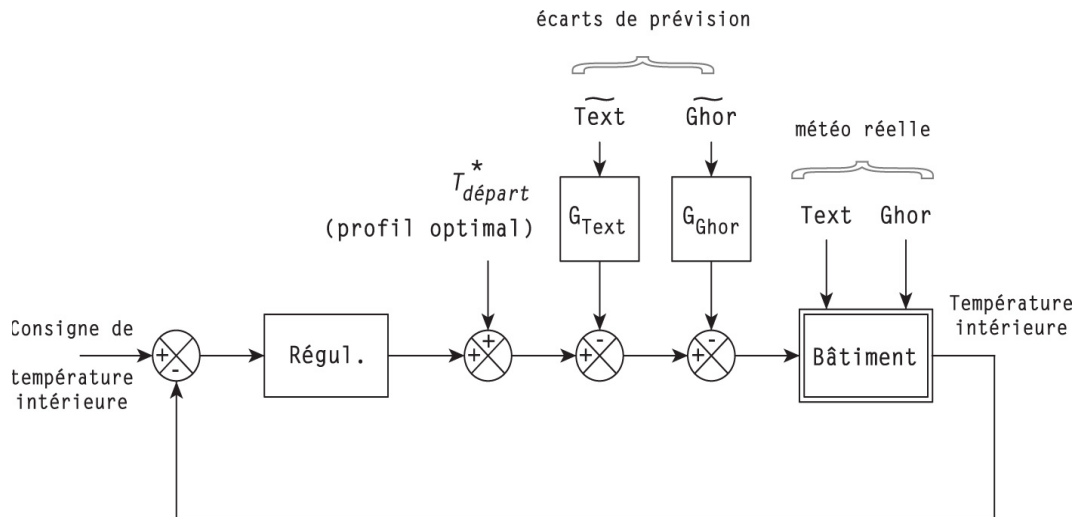 écarts de prévision
Text
Ghor
météo réelle
T*départ
(profil optimal)
GText
GGhor
Text Ghor
Consigne de
température
intérieure
+
-
Régul.
+
+
+
-
+
-
Bâtiment
Température
intérieure